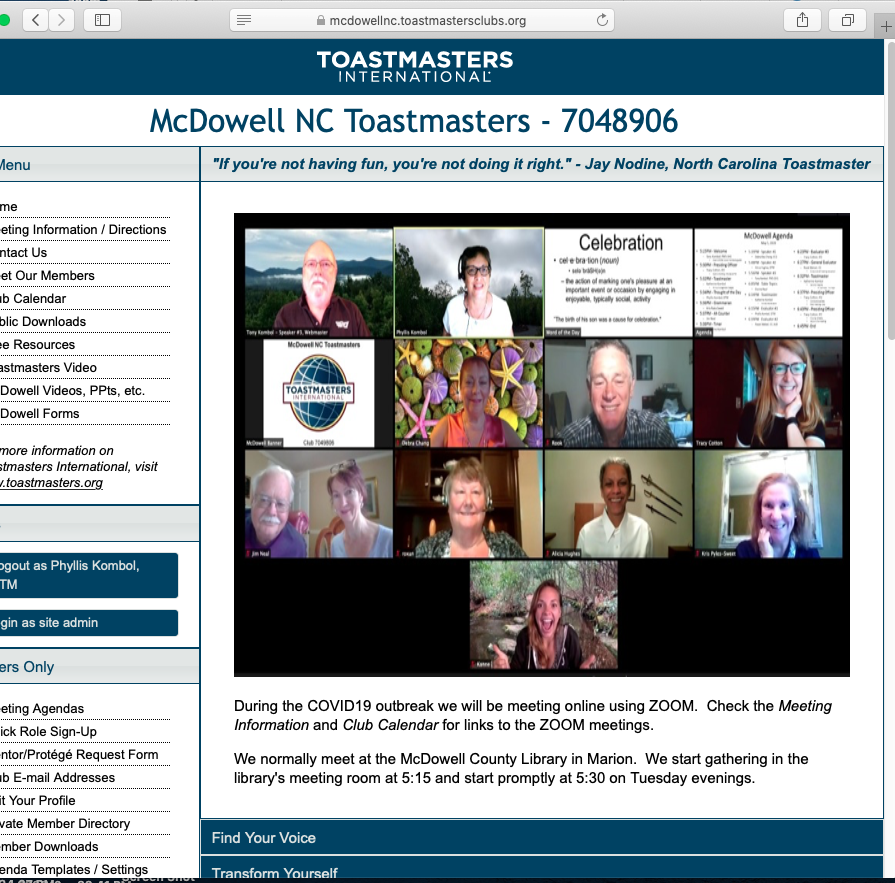 mcdowellnc.toastmastersclubs.org
TOASTMASTERS
INTERNATIONAL
McDowell NC Toastmasters - 7048906
Menu
"If you're not having fun, you're not doing it right." - Jay Nodine, North Carolina Toastmaster
me
eting Information / Directions
ntact Us
et Our Members
ub Calendar
blic Downloads
ee Resources
astmasters Video
Dowell Videos, PPts, etc.
Dowell Forms
more information on
stmasters International, visit
.toastmasters.org
ogout as Phyllis Kombol,
TM
gin as site admin
ers Only
eting Agendas
ick Role Sign-Up
entor/Protégé Request Form
ub E-mail Addresses
it Your Profile
vate Member Directory
mber Downloads
enda Templates / Settings
Tony Kombol - Speaker #3, Webmaster
Phyllis Kombol
Celebration
• cel·e·bra·tion (noun)
– the action of marking one's pleasure at an
important event or occasion by engaging in
enjoyable, typically social, activity
"The birth of his son was a cause for celebration."
Word of the Day
McDowell Agenda
Agenda
McDowell NC Toastmasters
TOASTMASTERS
INTERNATIONAL
McDowell Banner
Club 7049806
Debra Chang
Rook
Tracy Cotton
Jim Neal
roxan
Alicia Hughes
Kris Pyles-Sweet
During the COVID19 outbreak we will be meeting online using ZOOM. Check the Meeting
Information and Club Calendar for links to the ZOOM meetings.
We normally meet at the McDowell County Library in Marion. We start gathering in the
library's meeting room at 5:15 and start promptly at 5:30 on Tuesday evenings.
Find Your Voice
Transform Yourself